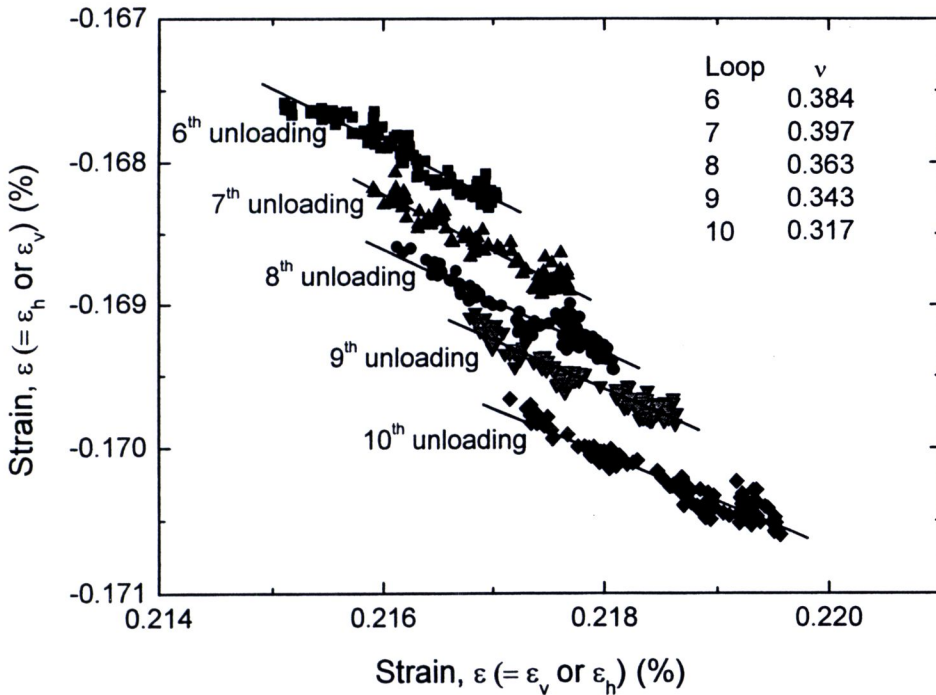 -0.167
-0.168
-0.169
-0.170
-0.171
Strain, ε (= εh or εv) (%)
Loop ν
6 0.384
7 0.397
8 0.363
9 0.343
10 0.317
6th unloading
7th unloading
8th unloading
9th unloading
10th unloading
0.214 0.216 0.218 0.220
Strain, ε (= εv or εh) (%)